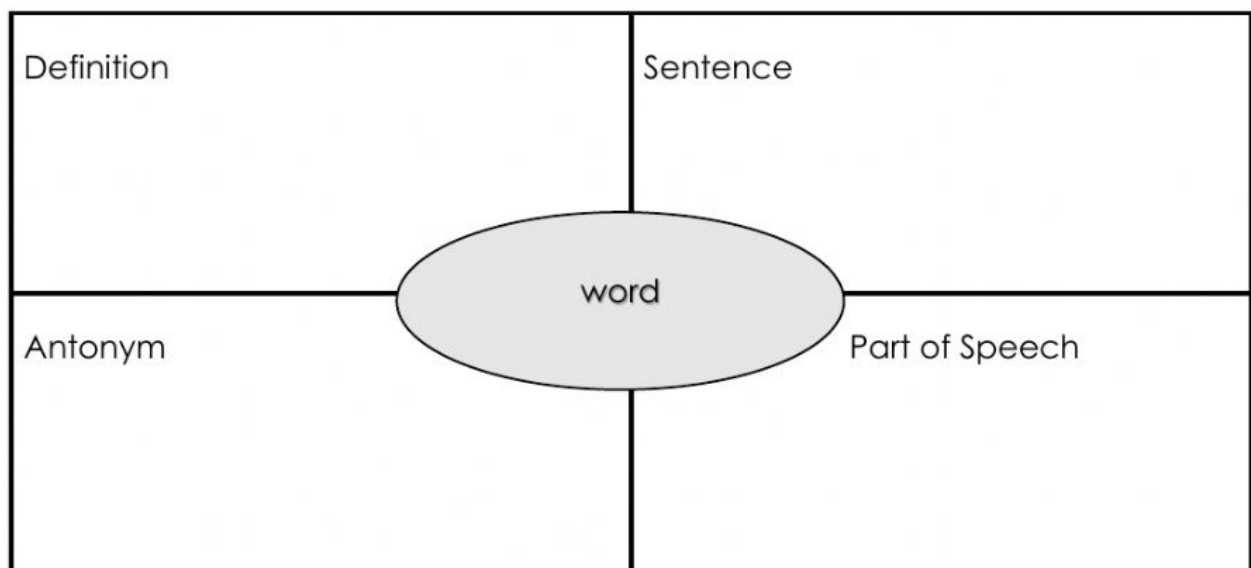 Definition
Sentence
word
Antonym
Part of Speech